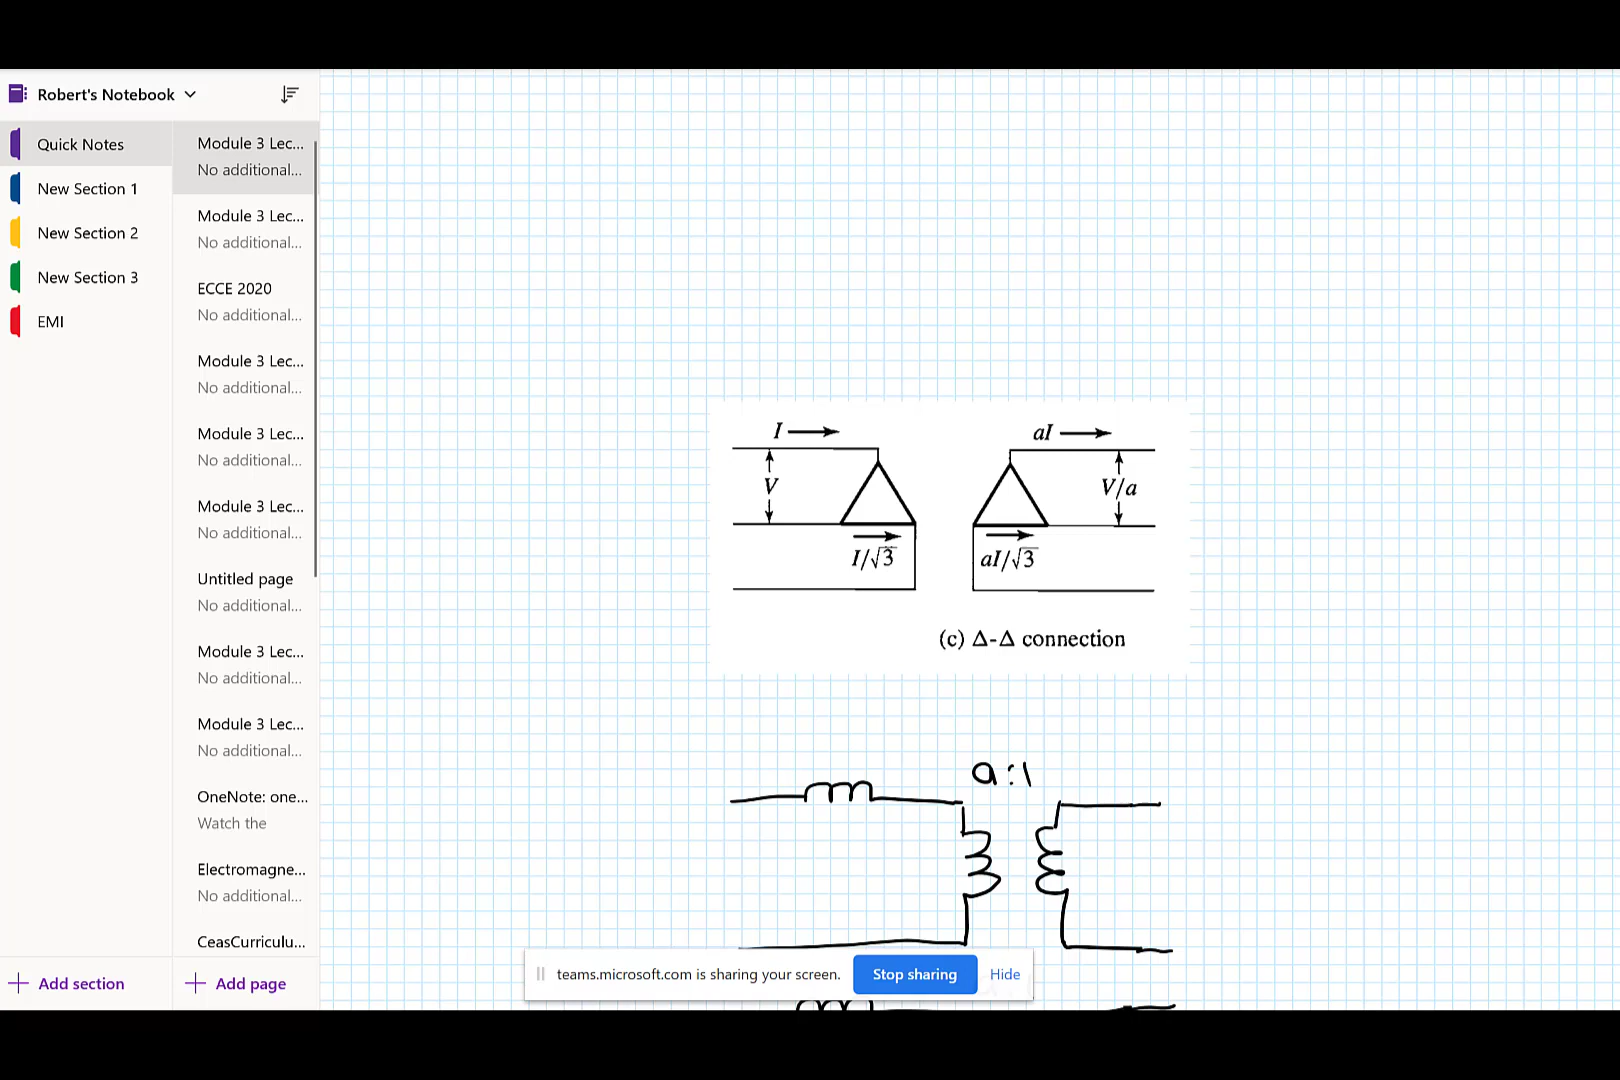 Robert's Notebook
Quick Notes
New Section 1
New Section 2
New Section 3
EMI
Add section
Module 3 Lec...
No additional...
Module 3 Lec...
No additional...
ECCE 2020
No additional...
Module 3 Lec...
No additional...
Module 3 Lec...
No additional...
Module 3 Lec...
No additional...
Untitled page
No additional...
Module 3 Lec...
No additional...
Module 3 Lec...
No additional...
OneNote: one...
Watch the
Electromagne...
No additional...
CeasCurriculu...
Add page
I
aI
V
V/a
I/√3
aI/√3
(c) Δ-Δ connection
a:1
teams.microsoft.com is sharing your screen.
Stop sharing
Hide